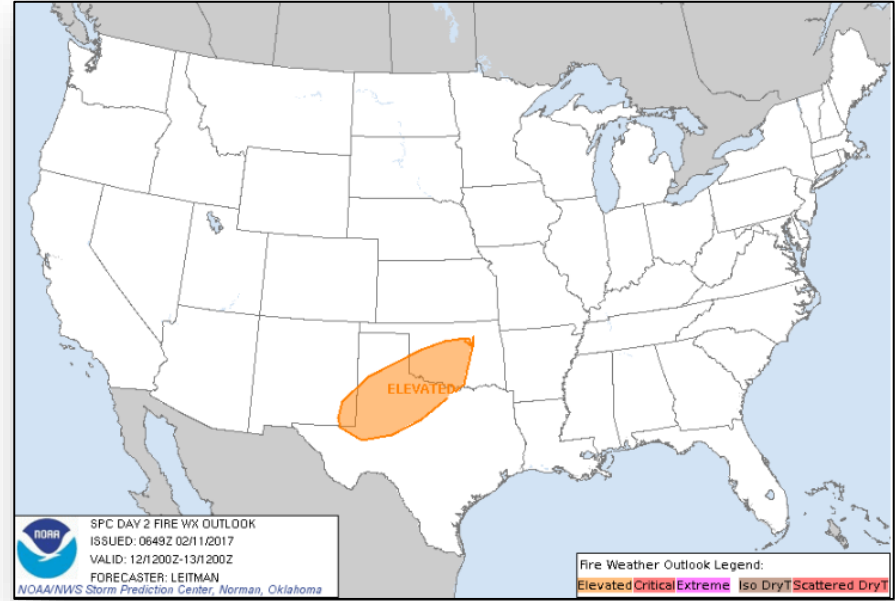 ELEVATED
NOAA
SPC DAY 2 FIRE WX OUTLOOK
ISSUED: 0649Z 02/11/2017
VALID: 12/1200Z-13/1200Z
FORECASTER: LEITMAN
NOAA/NWS Storm Prediction Center, Norman, Oklahoma
Fire Weather Outlook Legend:
Elevated Critical Extreme Iso DryT Scattered DryT